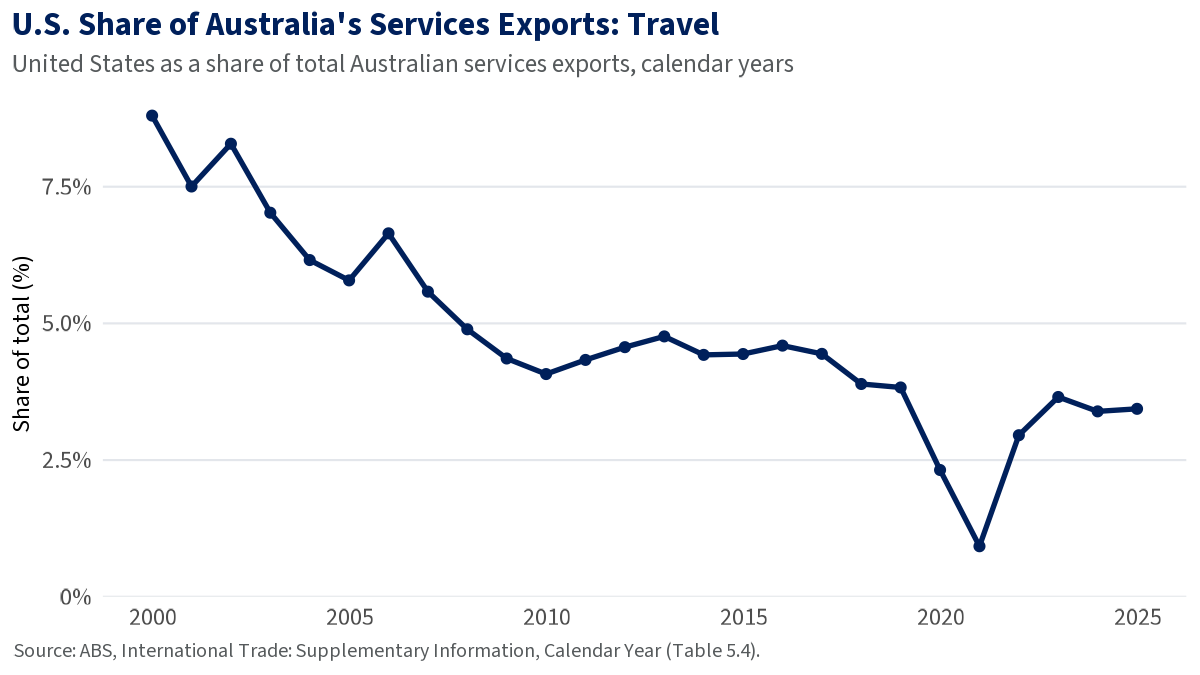 U.S. Share of Australia's Services Exports: Travel
United States as a share of total Australian services exports, calendar years
Share of total (%)
7.5%
5.0%
2.5%
0%
2000 2005 2010 2015 2020 2025
Source: ABS, International Trade: Supplementary Information, Calendar Year (Table 5.4).